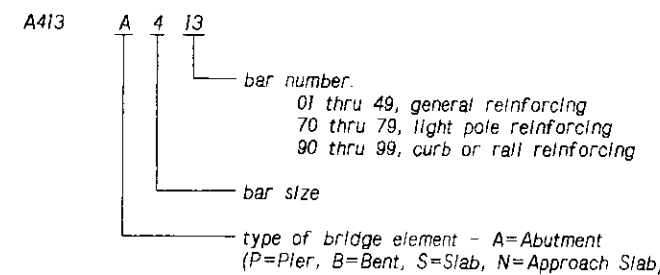 A413 A 4 13
bar number.
01 thru 49, general reinforcing
70 thru 79, light pole reinforcing
90 thru 99, curb or rail reinforcing
bar size
type of bridge element - A=Abutment
(P=Pier, B=Bent, S=Slab, N=Approach Slab,